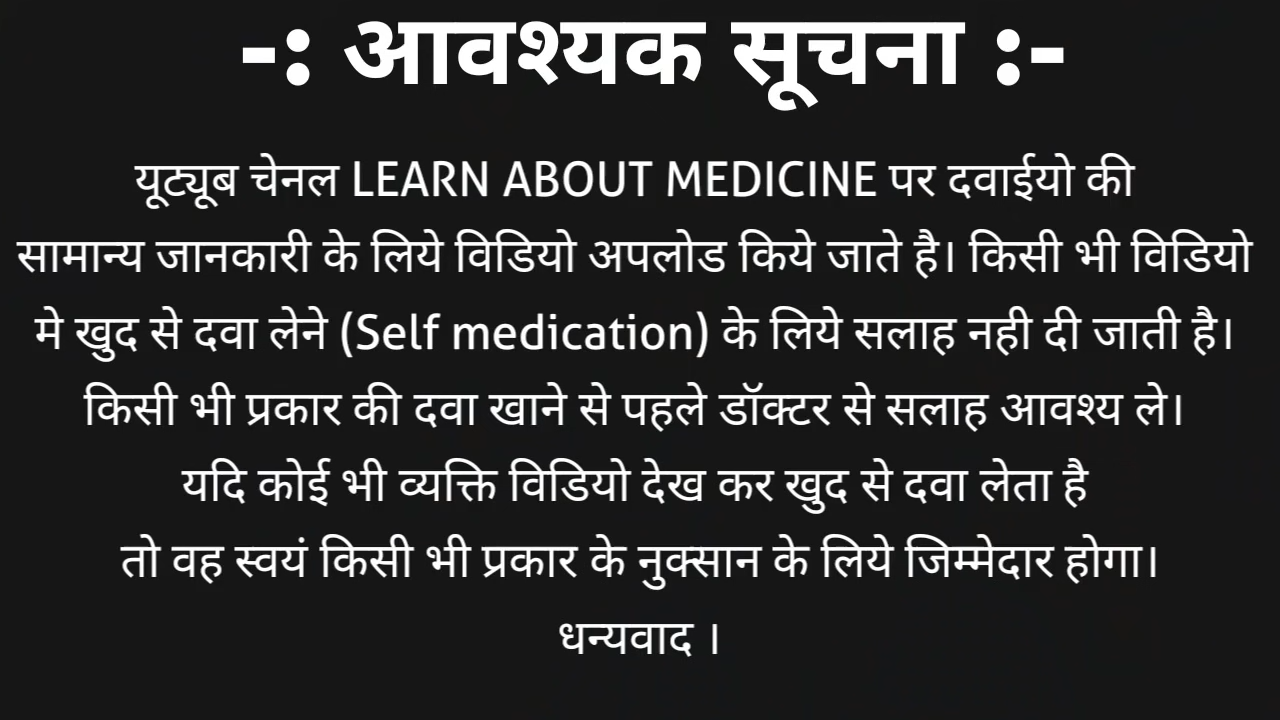 -: आवश्यक सूचना :-
यूट्यूब चेनल LEARN ABOUT MEDICINE पर दवाईयो की
सामान्य जानकारी के लिये विडियो अपलोड किये जाते है। किसी भी विडियो
मे खुद से दवा लेने (Self medication) के लिये सलाह नही दी जाती है।
किसी भी प्रकार की दवा खाने से पहले डॉक्टर से सलाह आवश्य ले।
यदि कोई भी व्यक्ति विडियो देख कर खुद से दवा लेता है
तो वह स्वयं किसी भी प्रकार के नुक्सान के लिये जिम्मेदार होगा।
धन्यवाद ।